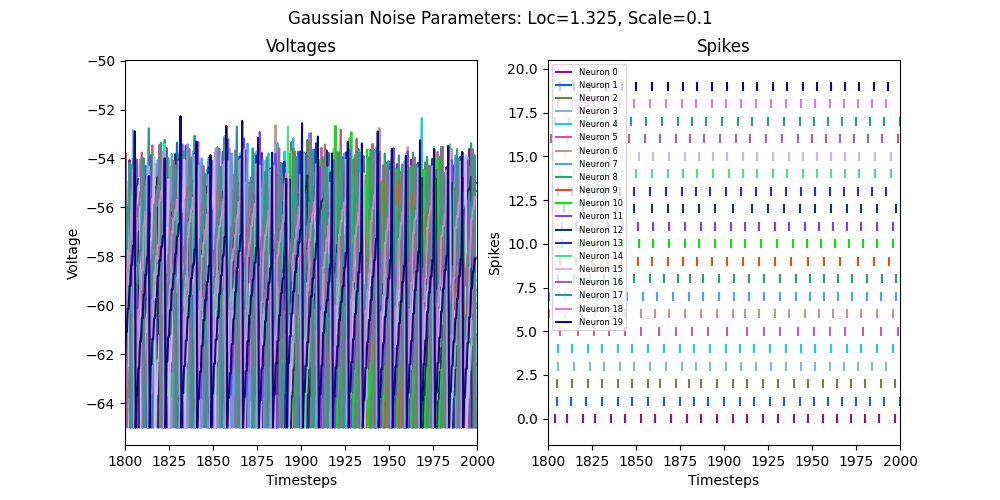 Gaussian Noise Parameters: Loc=1.325, Scale=0.1
Voltages
−50
−52
−54
−56
−58
−60
−62
−64
Voltage
1800
1825
1850
1875
1900
1925
1950
1975
2000
Timesteps
Spikes
20.0
17.5
15.0
12.5
10.0
7.5
5.0
2.5
0.0
Spikes
Neuron 0
Neuron 1
Neuron 2
Neuron 3
Neuron 4
Neuron 5
Neuron 6
Neuron 7
Neuron 8
Neuron 9
Neuron 10
Neuron 11
Neuron 12
Neuron 13
Neuron 14
Neuron 15
Neuron 16
Neuron 17
Neuron 18
Neuron 19
1800
1825
1850
1875
1900
1925
1950
1975
2000
Timesteps